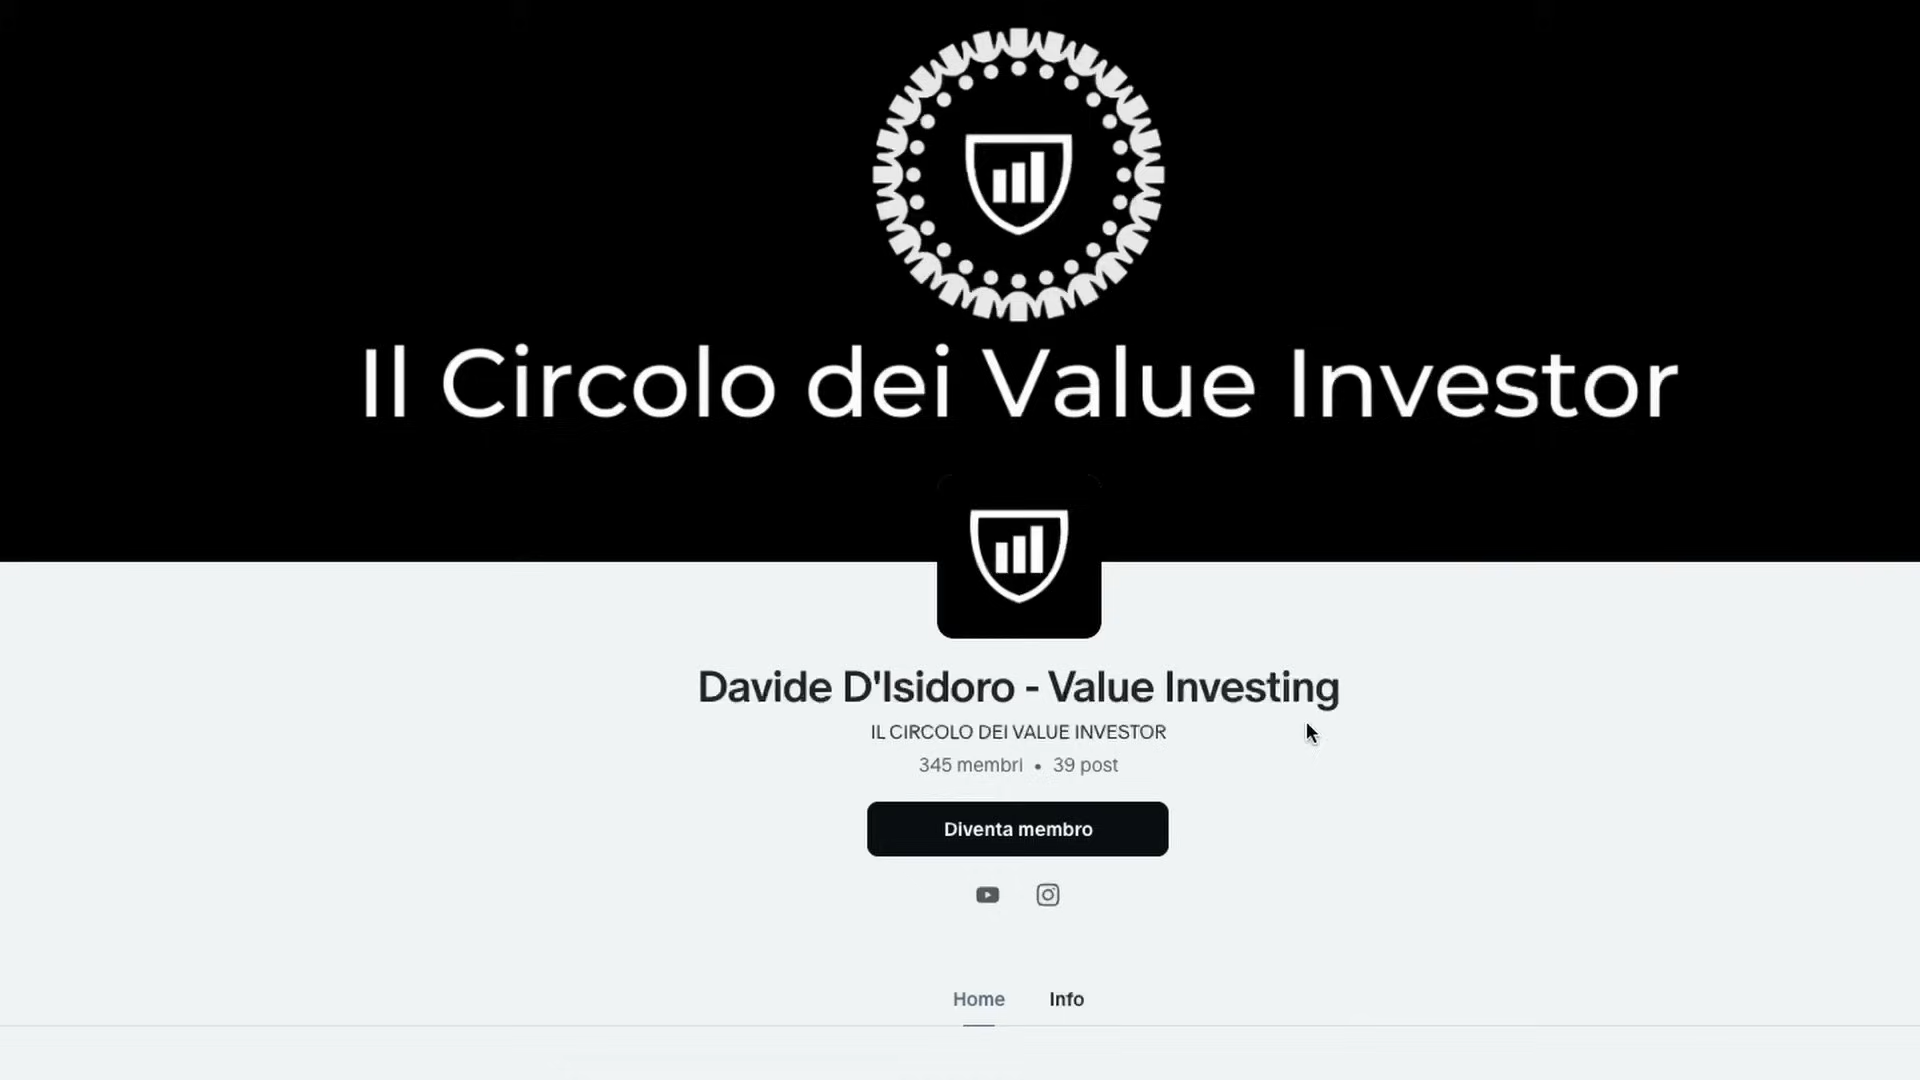 Il Circolo dei Value Investor
Davide D'Isidoro - Value Investing
IL CIRCOLO DEI VALUE INVESTOR
345 membri • 39 post
Diventa membro
Home Info